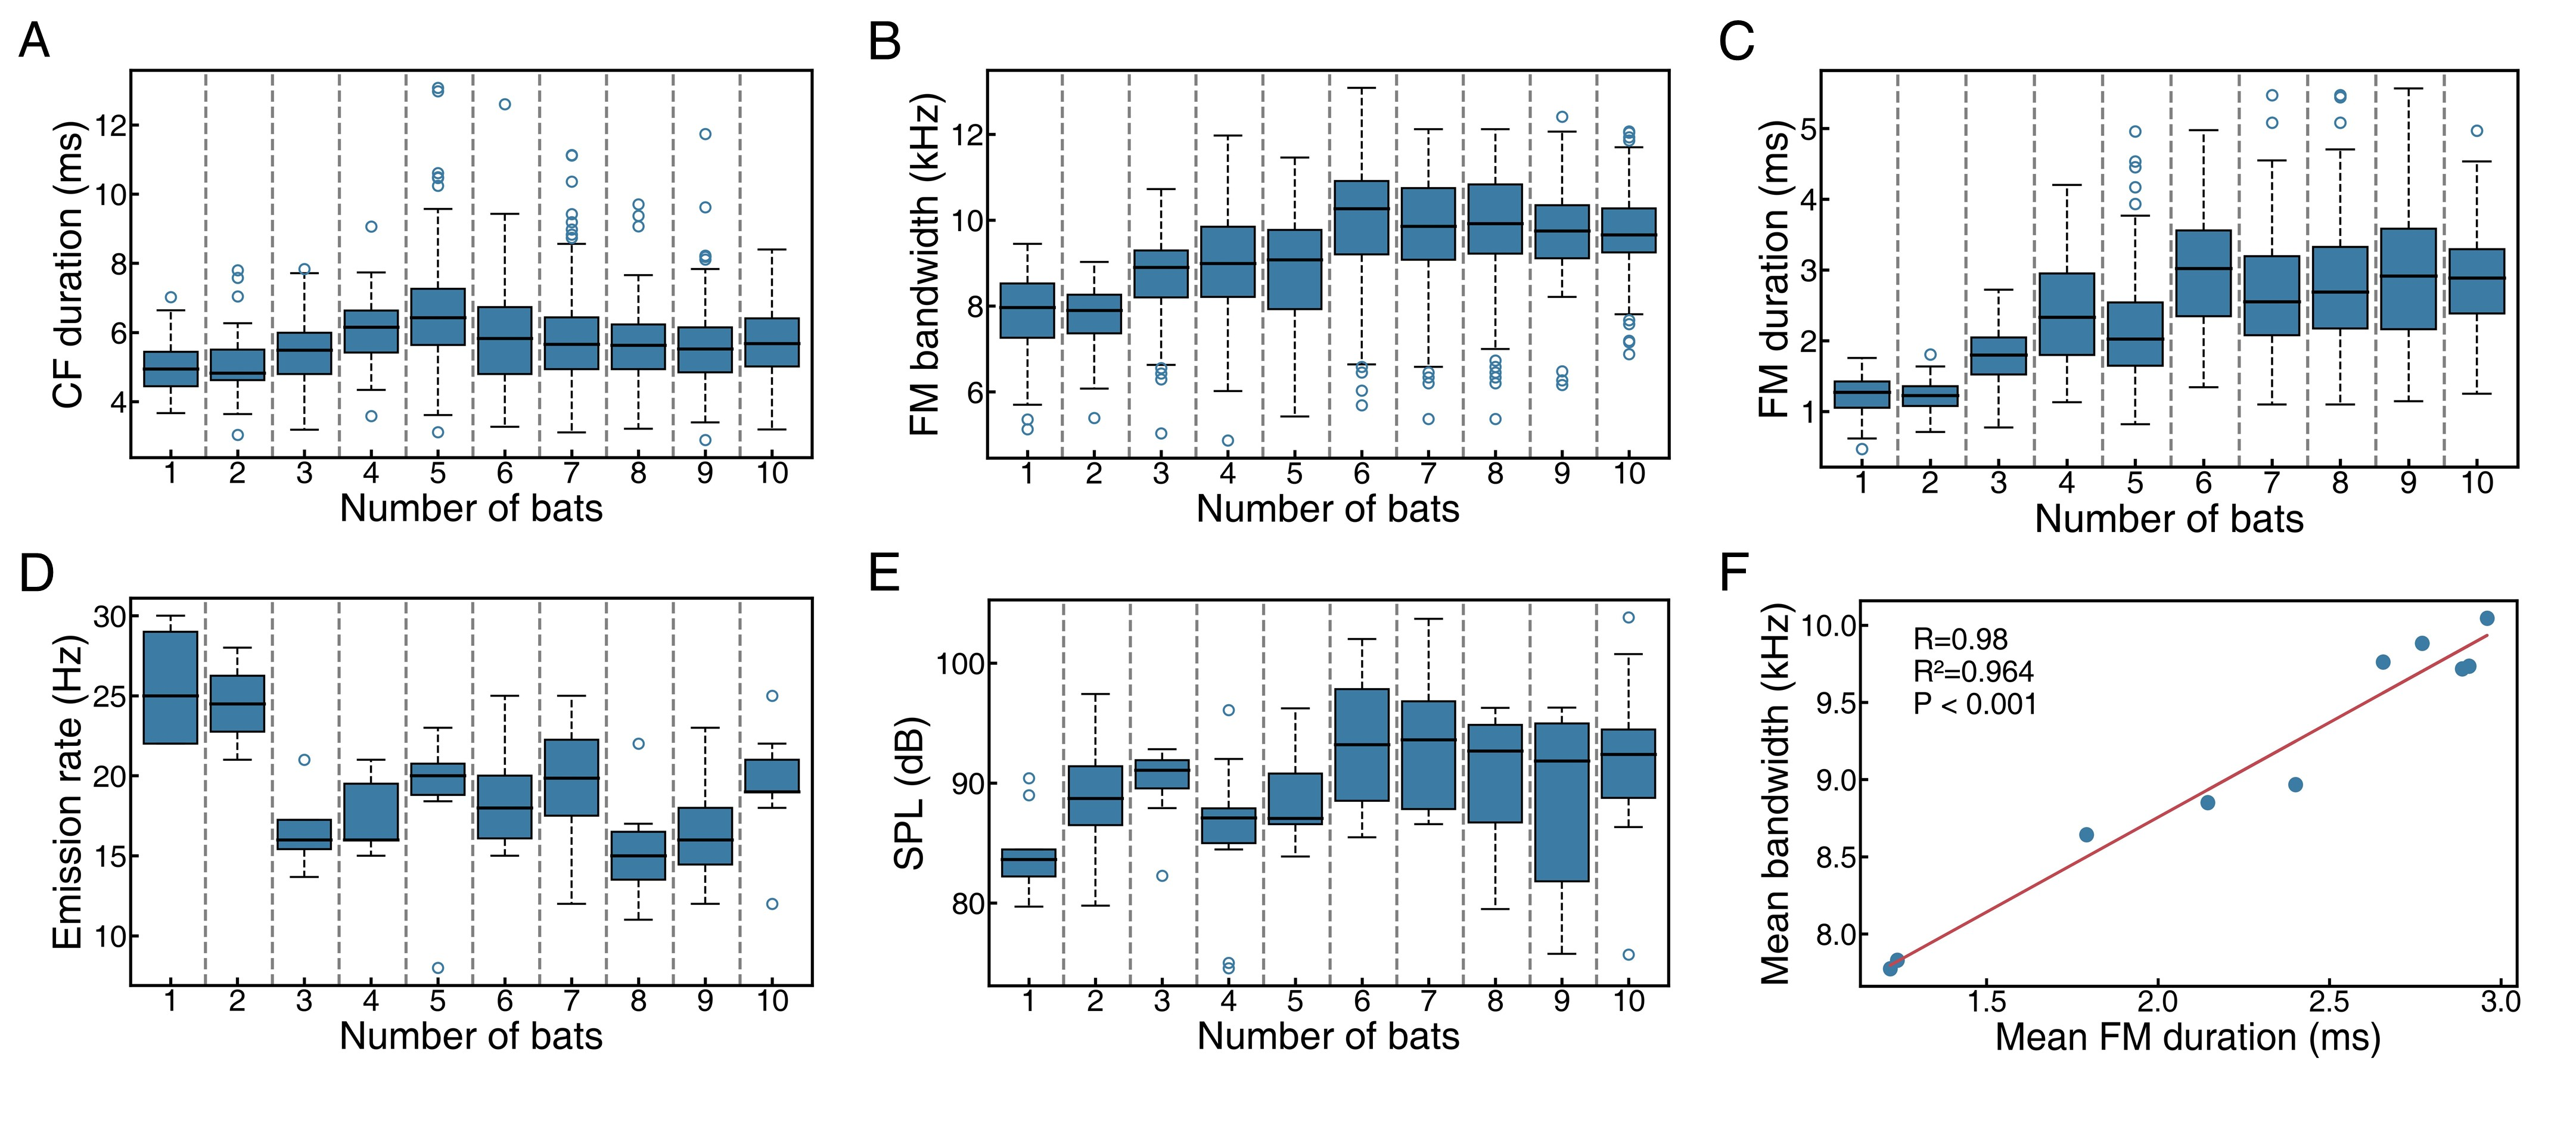 A
CF duration (ms)
12
10
8
6
4
1 2 3 4 5 6 7 8 9 10
Number of bats
B
FM bandwidth (kHz)
12
10
8
6
1 2 3 4 5 6 7 8 9 10
Number of bats
C
FM duration (ms)
5
4
3
2
1
1 2 3 4 5 6 7 8 9 10
Number of bats
D
Emission rate (Hz)
30
25
20
15
10
1 2 3 4 5 6 7 8 9 10
Number of bats
E
SPL (dB)
100
90
80
1 2 3 4 5 6 7 8 9 10
Number of bats
F
Mean bandwidth (kHz)
10.0
9.5
9.0
8.5
8.0
R=0.98
R²=0.964
P < 0.001
1.5 2.0 2.5 3.0
Mean FM duration (ms)